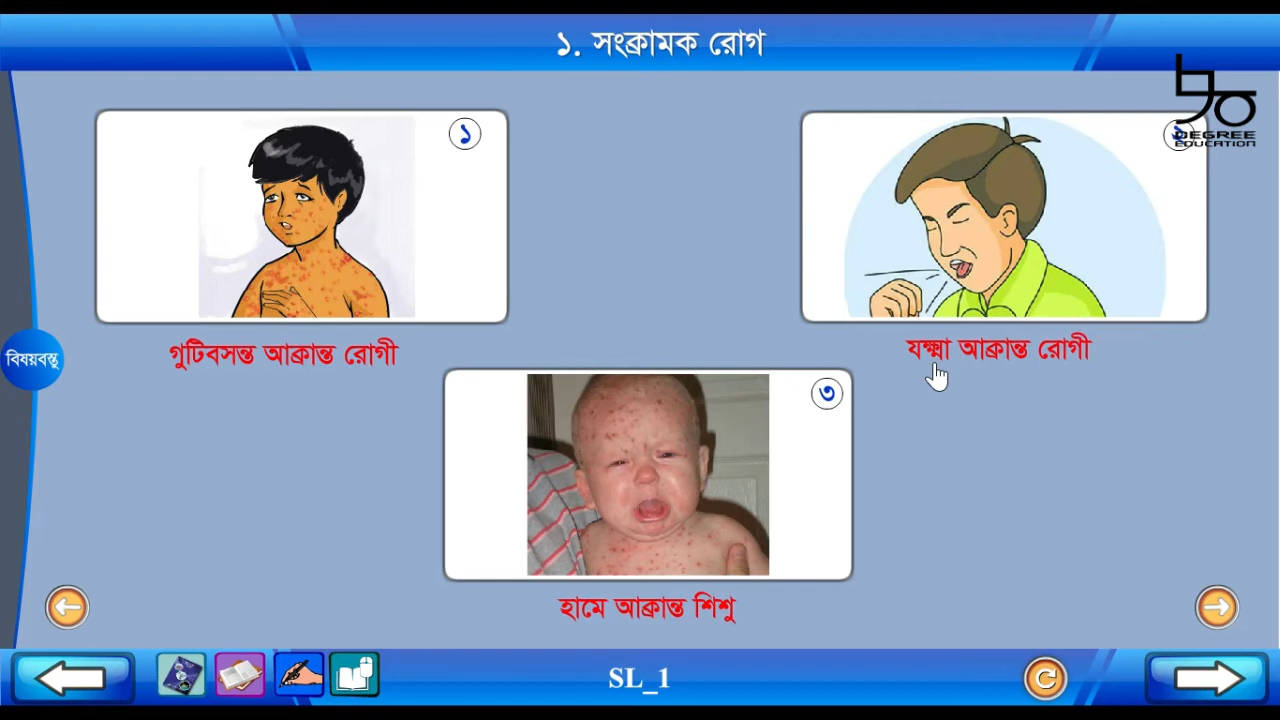 ১. সংক্রামক রোগ
১
DEGREE
EDUCATION
গুটিবসন্ত আক্রান্ত রোগী
যক্ষ্মা আক্রান্ত রোগী
বিষয়বস্তু
৩
হামে আক্রান্ত শিশু
SL_1